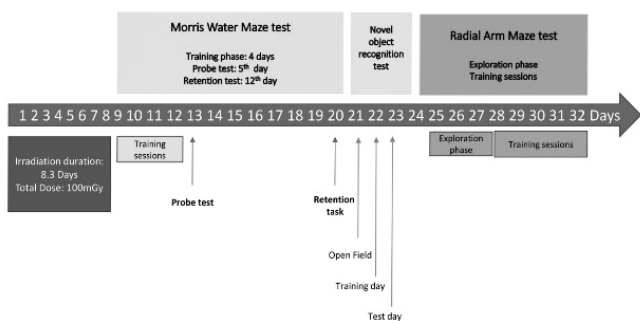 Morris Water Maze test
Training phase: 4 days
Probe test: 5th day
Retention test: 12th day
Novel
object
recognition
test
Radial Arm Maze test
Exploration phase
Training sessions
1 2 3 4 5 6 7 8 9 10 11 12 13 14 15 16 17 18 19 20 21 22 23 24 25 26 27 28 29 30 31 32 Days
Irradiation duration:
8.3 Days
Total Dose: 100mGy
Training
sessions
Exploration
phase
Training sessions
Probe test
Retention
task
Open Field
Training day
Test day